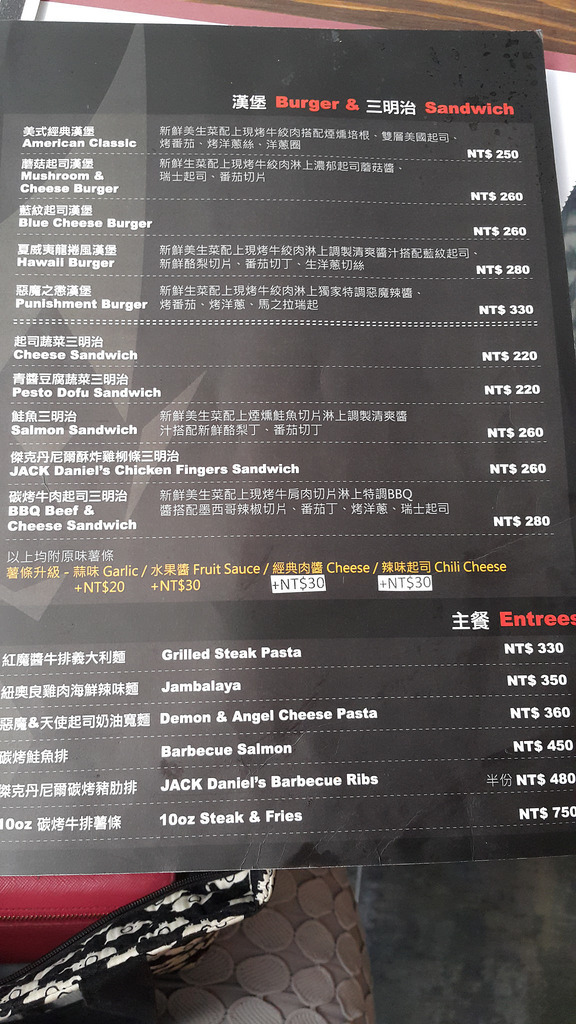 漢堡 Burger & 三明治 Sandwich
美式經典漢堡
American Classic
新鮮美生菜配上現烤牛絞肉搭配煙燻培根、雙層美國起司、
烤番茄、烤洋蔥絲、洋蔥圈
NT$ 250
蘑菇起司漢堡
Mushroom &
Cheese Burger
新鮮美生菜配上現烤牛絞肉淋上濃郁起司蘑菇醬、
瑞士起司、番茄切片
NT$ 260
藍紋起司漢堡
Blue Cheese Burger
NT$ 260
夏威夷龍捲風漢堡
Hawaii Burger
新鮮美生菜配上現烤牛絞肉淋上調製清爽醬汁搭配藍紋起司、
新鮮酪梨切片、番茄切丁、生洋蔥切絲
NT$ 280
惡魔之懲漢堡
Punishment Burger
新鮮美生菜配上現烤牛絞肉淋上獨家特調惡魔辣醬、
烤番茄、烤洋蔥、馬之拉瑞起
NT$ 330
起司蔬菜三明治
Cheese Sandwich
NT$ 220
青醬豆腐蔬菜三明治
Pesto Dofu Sandwich
NT$ 220
鮭魚三明治
Salmon Sandwich
新鮮美生菜配上煙燻鮭魚切片淋上調製清爽醬
汁搭配新鮮酪梨丁、番茄切丁
NT$ 260
傑克丹尼爾酥炸雞柳條三明治
JACK Daniel's Chicken Fingers Sandwich
NT$ 260
碳烤牛肉起司三明治
BBQ Beef &
Cheese Sandwich
新鮮美生菜配上現烤牛肩肉切片淋上特調BBQ
醬搭配墨西哥辣椒切片、番茄丁、烤洋蔥、瑞士起司
NT$ 280
以上均附原味薯條
薯條升級 - 蒜味 Garlic / 水果醬 Fruit Sauce / 經典肉醬 Cheese / 辣味起司 Chili Cheese
+NT$20 +NT$30 +NT$30 +NT$30
主餐 Entrees
紅魔醬牛排義大利麵 Grilled Steak Pasta NT$ 330
紐奧良雞肉海鮮辣味麵 Jambalaya NT$ 350
惡魔&天使起司奶油寬麵 Demon & Angel Cheese Pasta NT$ 360
碳烤鮭魚排 Barbecue Salmon NT$ 450
傑克丹尼爾碳烤豬肋排 JACK Daniel's Barbecue Ribs 半份 NT$ 480
10oz 碳烤牛排薯條 10oz Steak & Fries NT$ 750